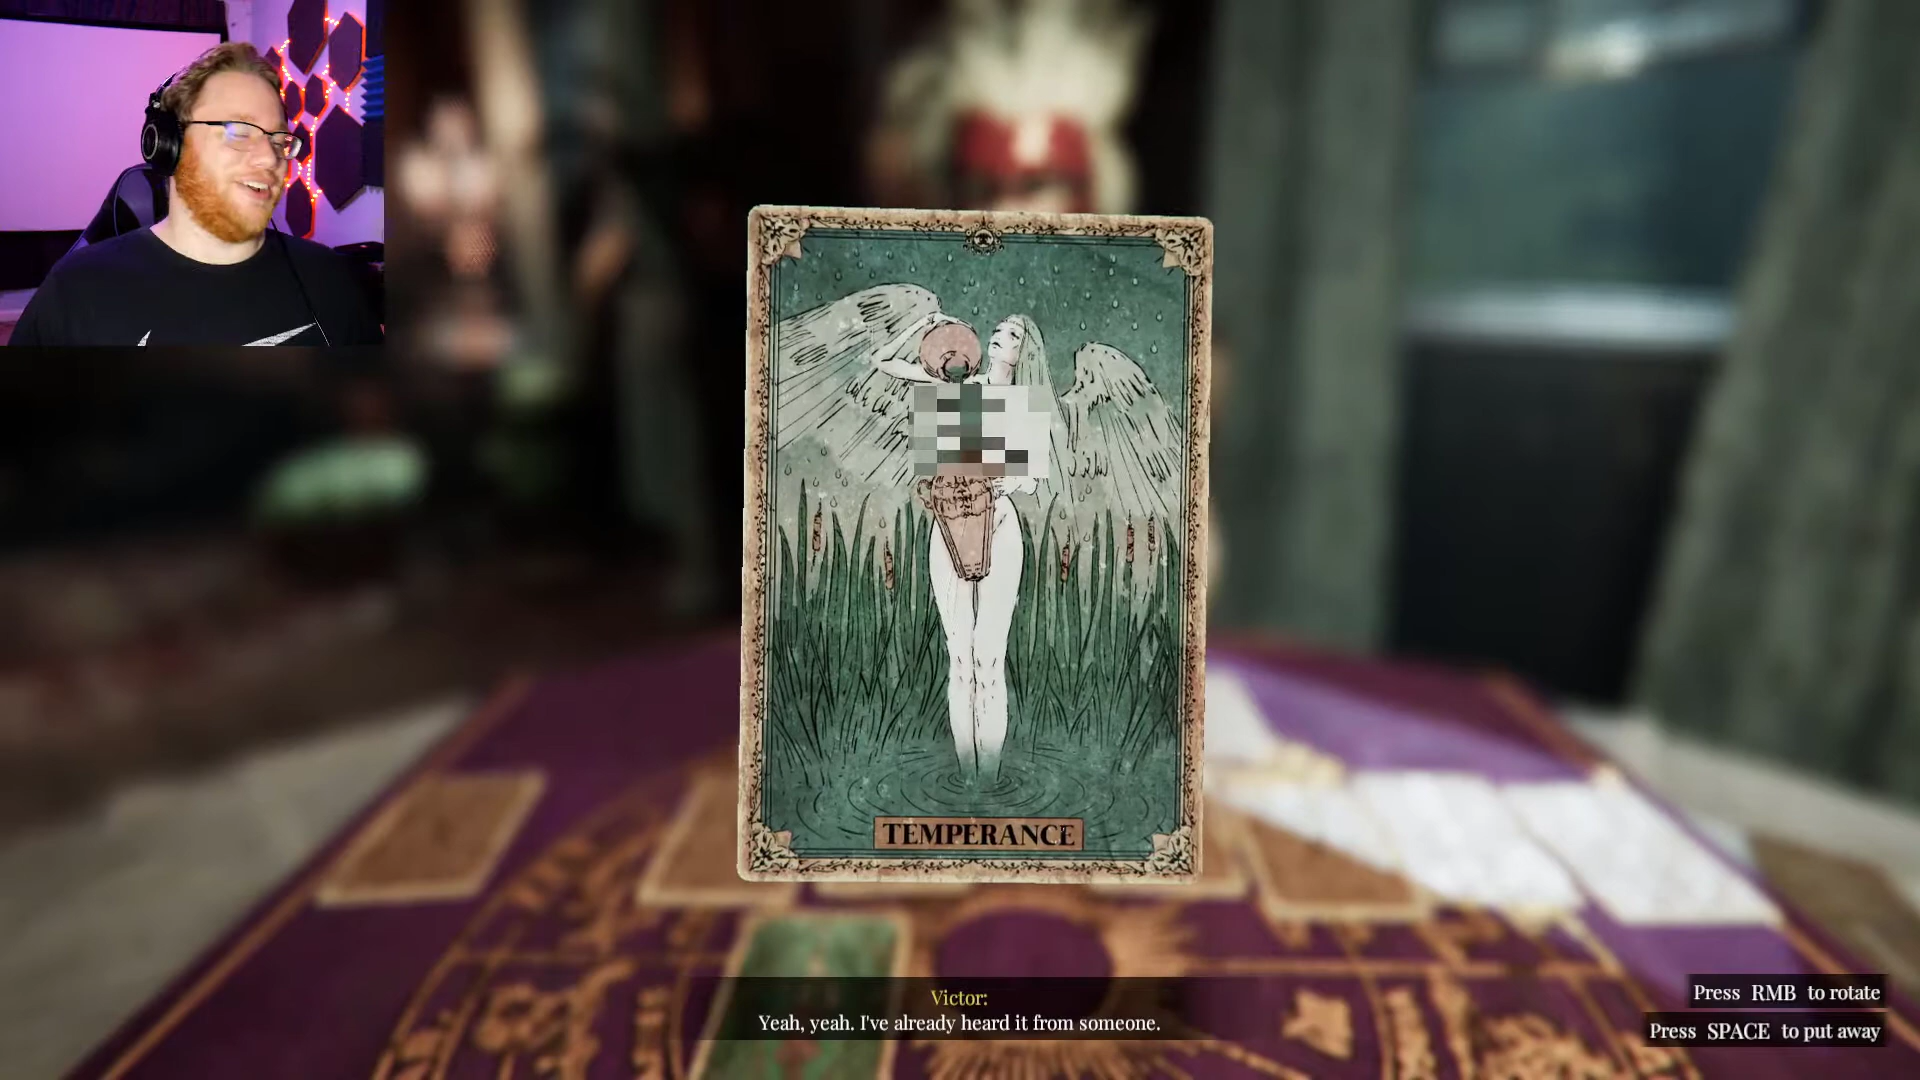 TEMPERANCE
Victor:
Yeah, yeah. I've already heard it from someone.
Press RMB to rotate
Press SPACE to put away